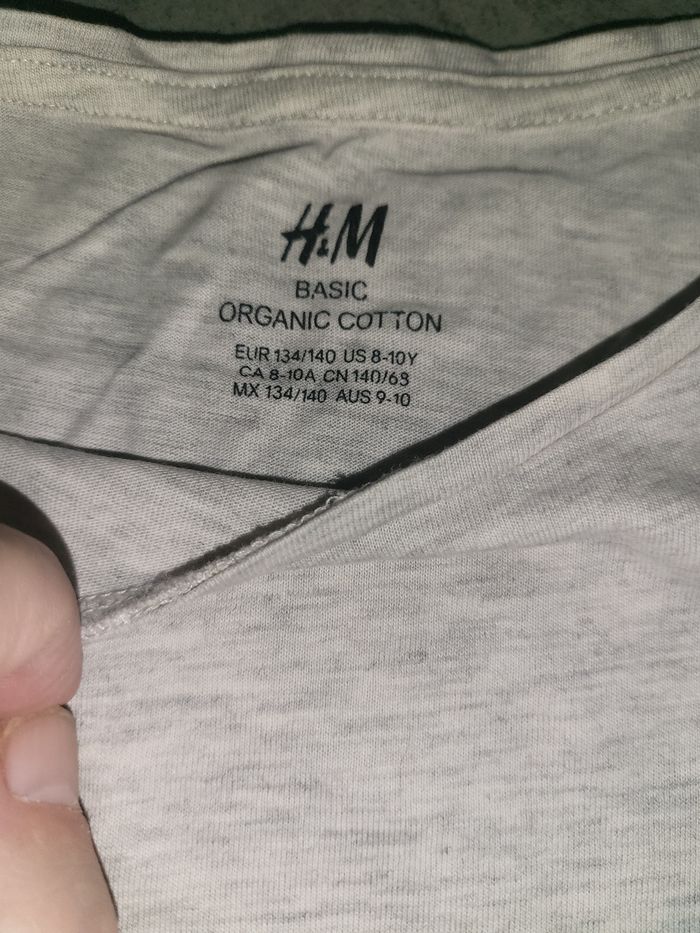 H&M
BASIC
ORGANIC COTTON
EUR 134/140 US 8-10Y
CA 8-10A CN 140/63
MX 134/140 AUS 9-10